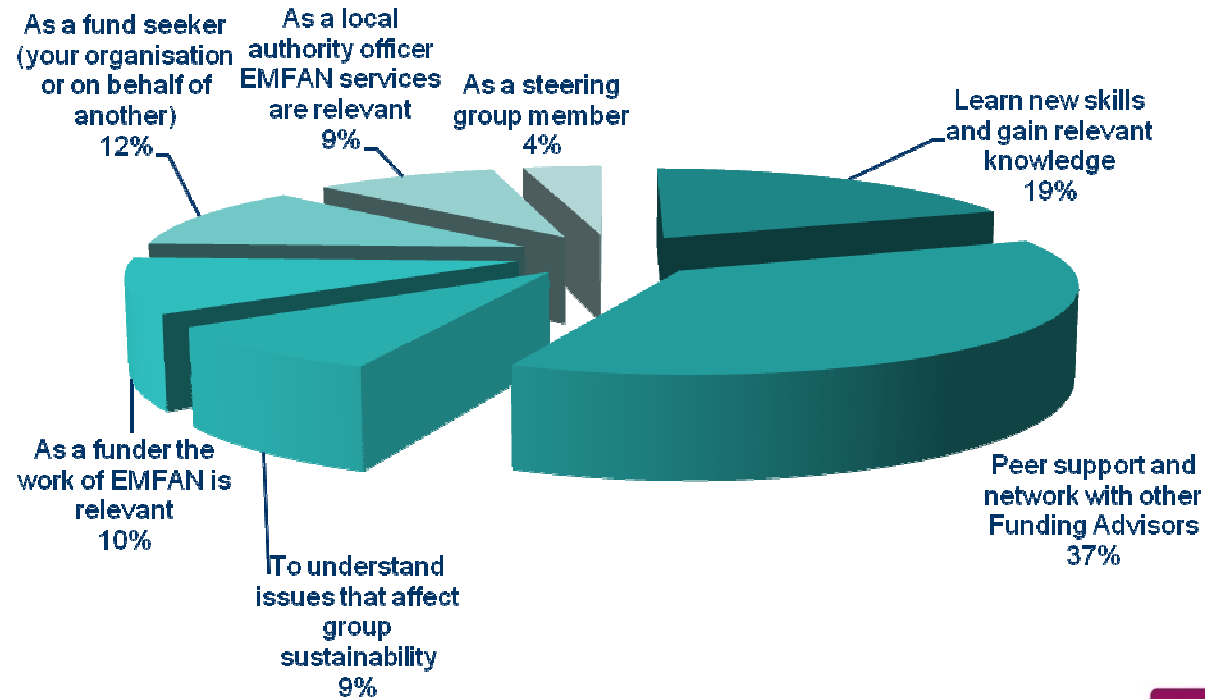 As a fund seeker
(your organisation
or on behalf of
another)
12%
As a local
authority officer
EMFAN services
are relevant
9%
As a steering
group member
4%
Learn new skills
and gain relevant
knowledge
19%
Peer support and
network with other
Funding Advisors
37%
To understand
issues that affect
group
sustainability
9%
As a funder the
work of EMFAN is
relevant
10%